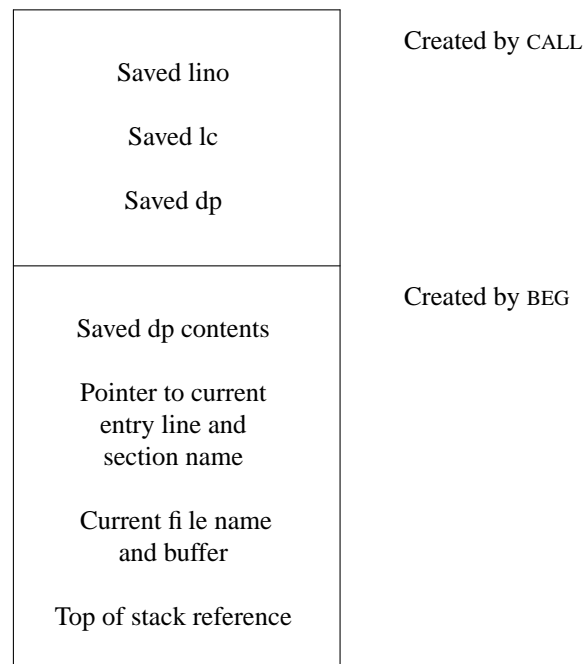 Created by CALL
Saved lino
Saved lc
Saved dp
Created by BEG
Saved dp contents
Pointer to current
entry line and
section name
Current fi le name
and buffer
Top of stack reference